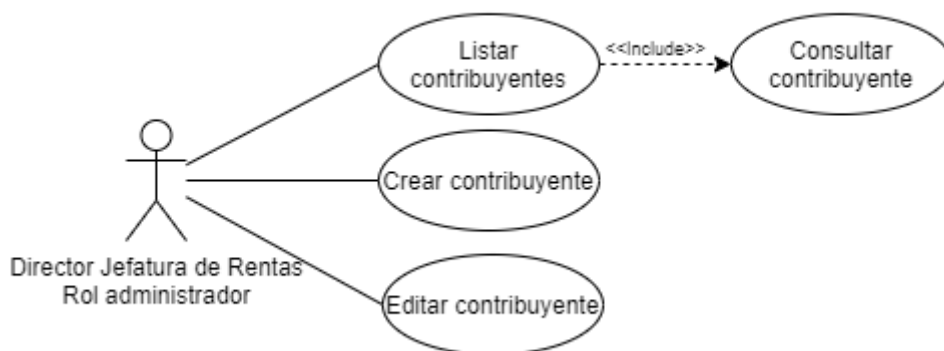 Listar
contribuyentes
<<Include>>
Consultar
contribuyente
Crear contribuyente
Director Jefatura de Rentas
Rol administrador
Editar contribuyente